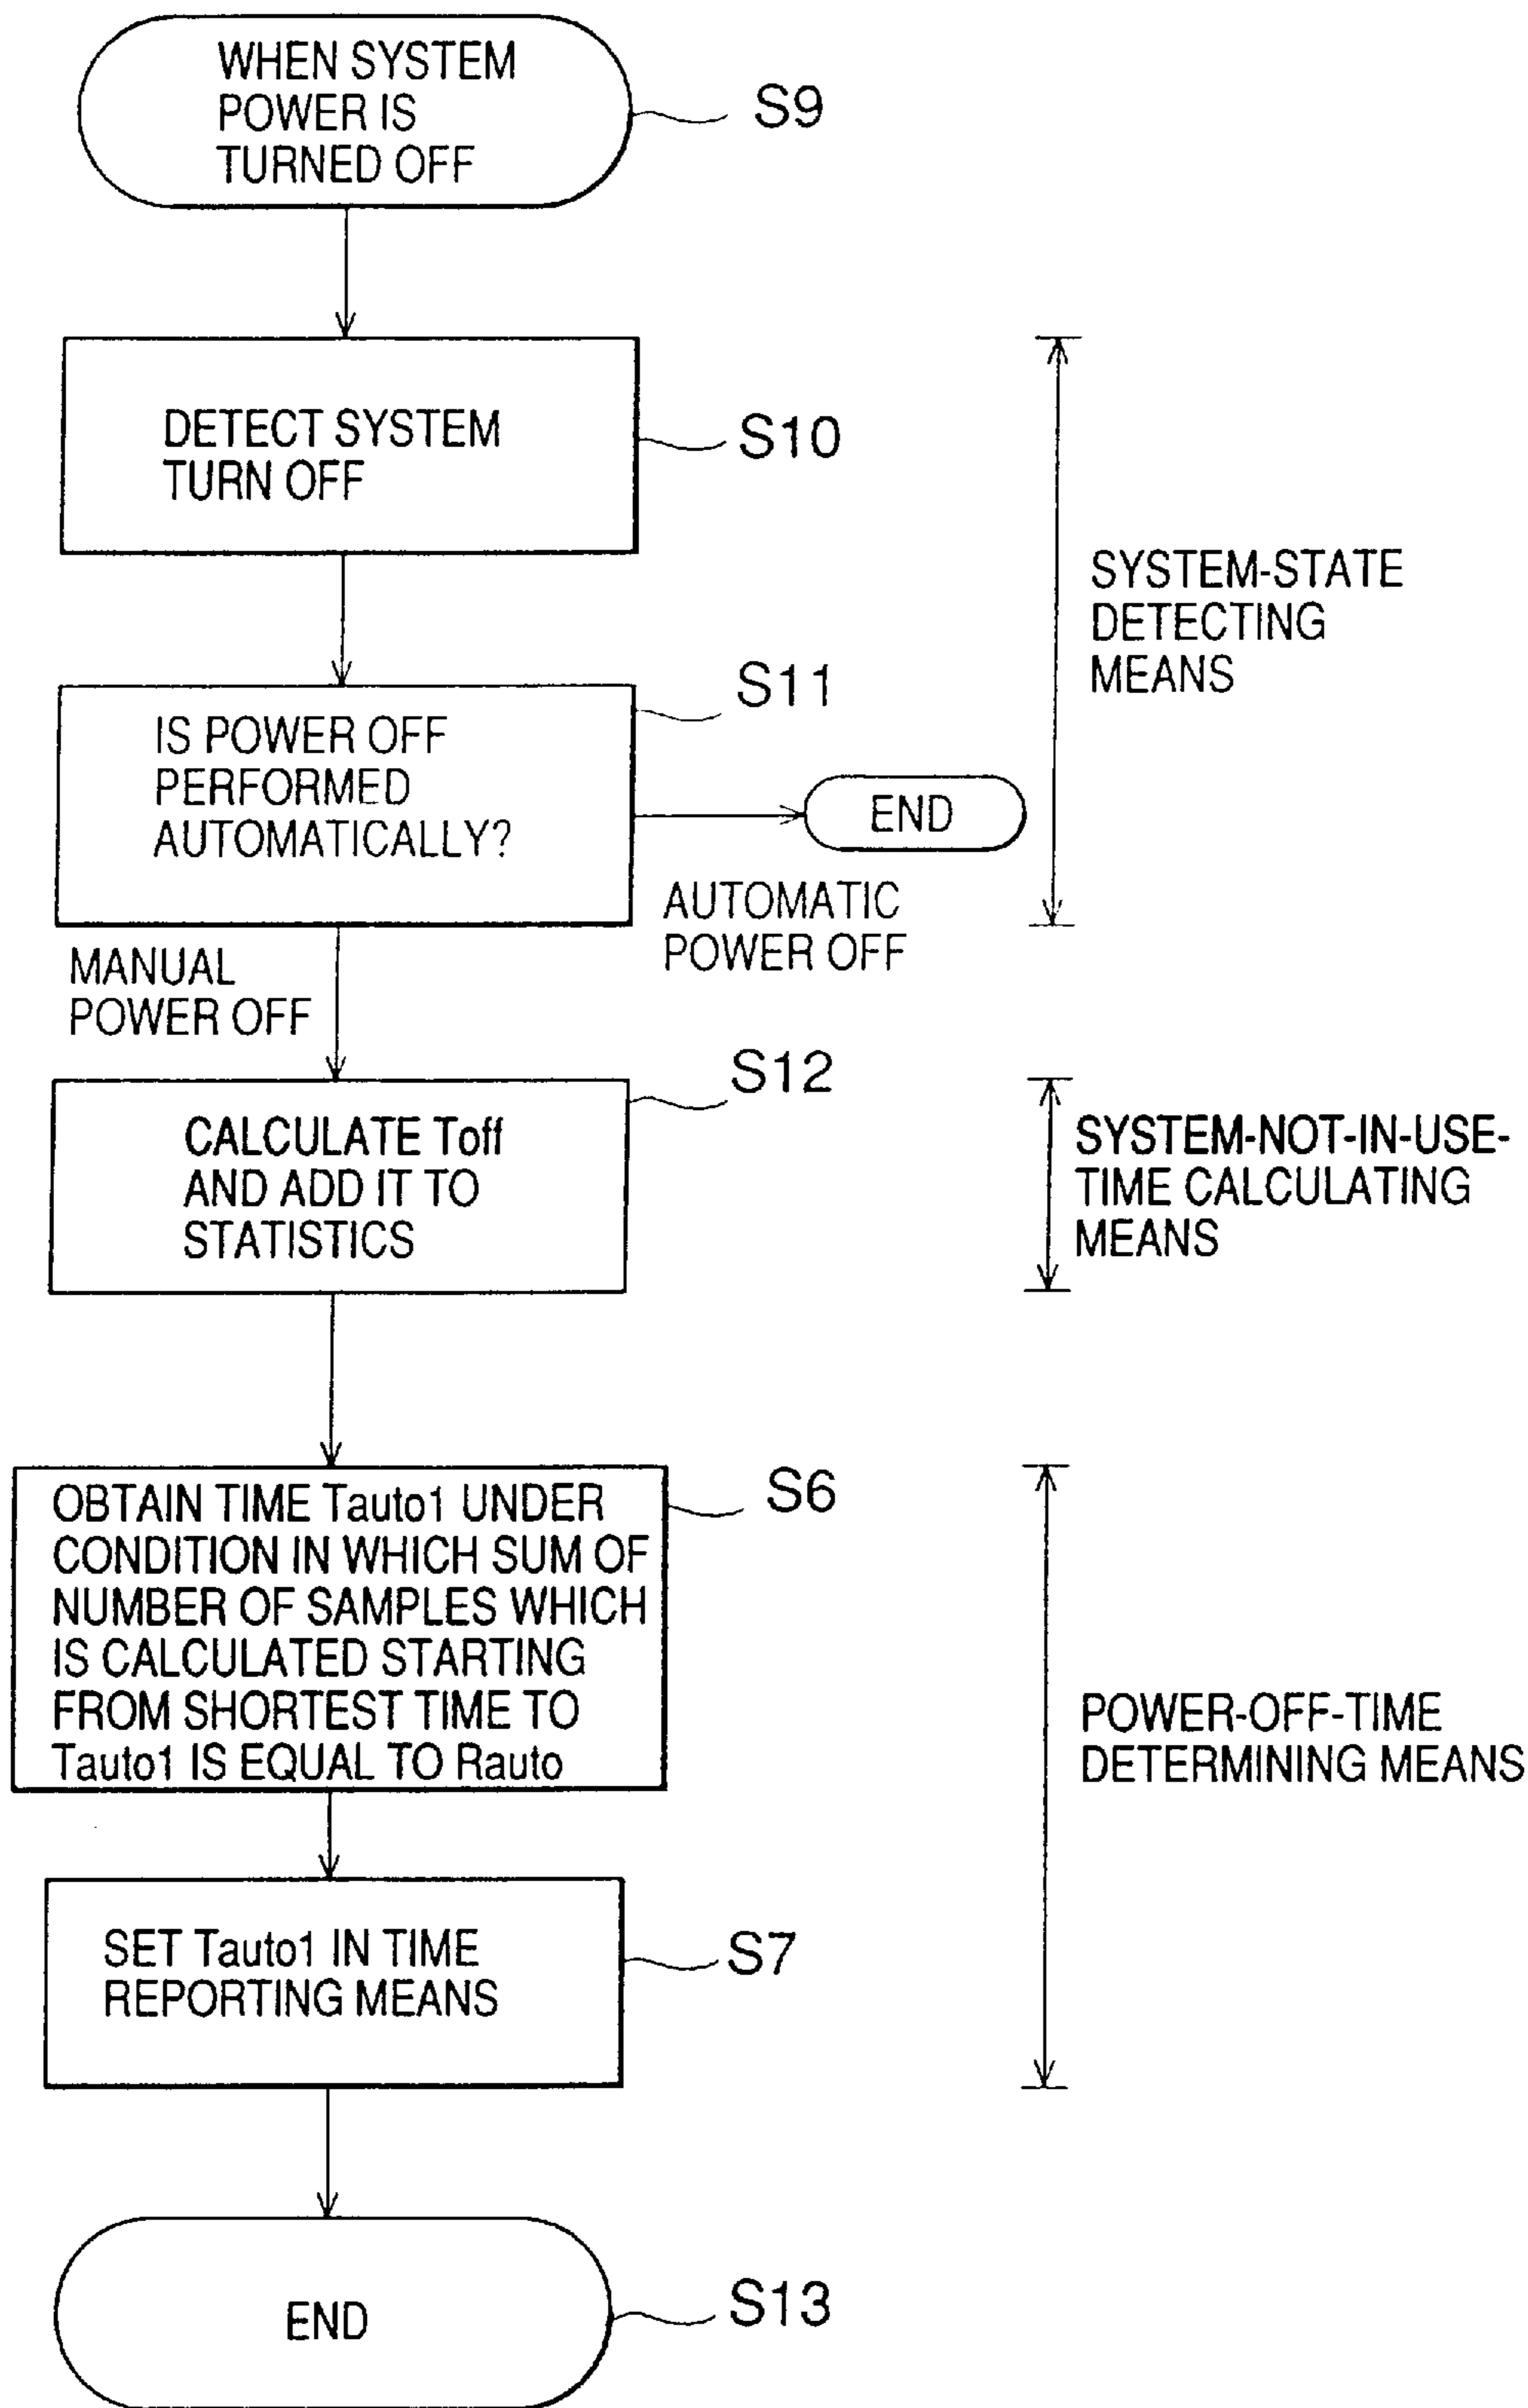 WHEN SYSTEM
POWER IS
TURNED OFF
S9
DETECT SYSTEM
TURN OFF
S10
SYSTEM-STATE
DETECTING
MEANS
IS POWER OFF
PERFORMED
AUTOMATICALLY?
S11
END
AUTOMATIC
POWER OFF
MANUAL
POWER OFF
S12
CALCULATE Toff
AND ADD IT TO
STATISTICS
SYSTEM-NOT-IN-USE-
TIME CALCULATING
MEANS
OBTAIN TIME Tauto1 UNDER
CONDITION IN WHICH SUM OF
NUMBER OF SAMPLES WHICH
IS CALCULATED STARTING
FROM SHORTEST TIME TO
Tauto1 IS EQUAL TO Rauto
S6
POWER-OFF-TIME
DETERMINING MEANS
SET Tauto1 IN TIME
REPORTING MEANS
S7
END
S13